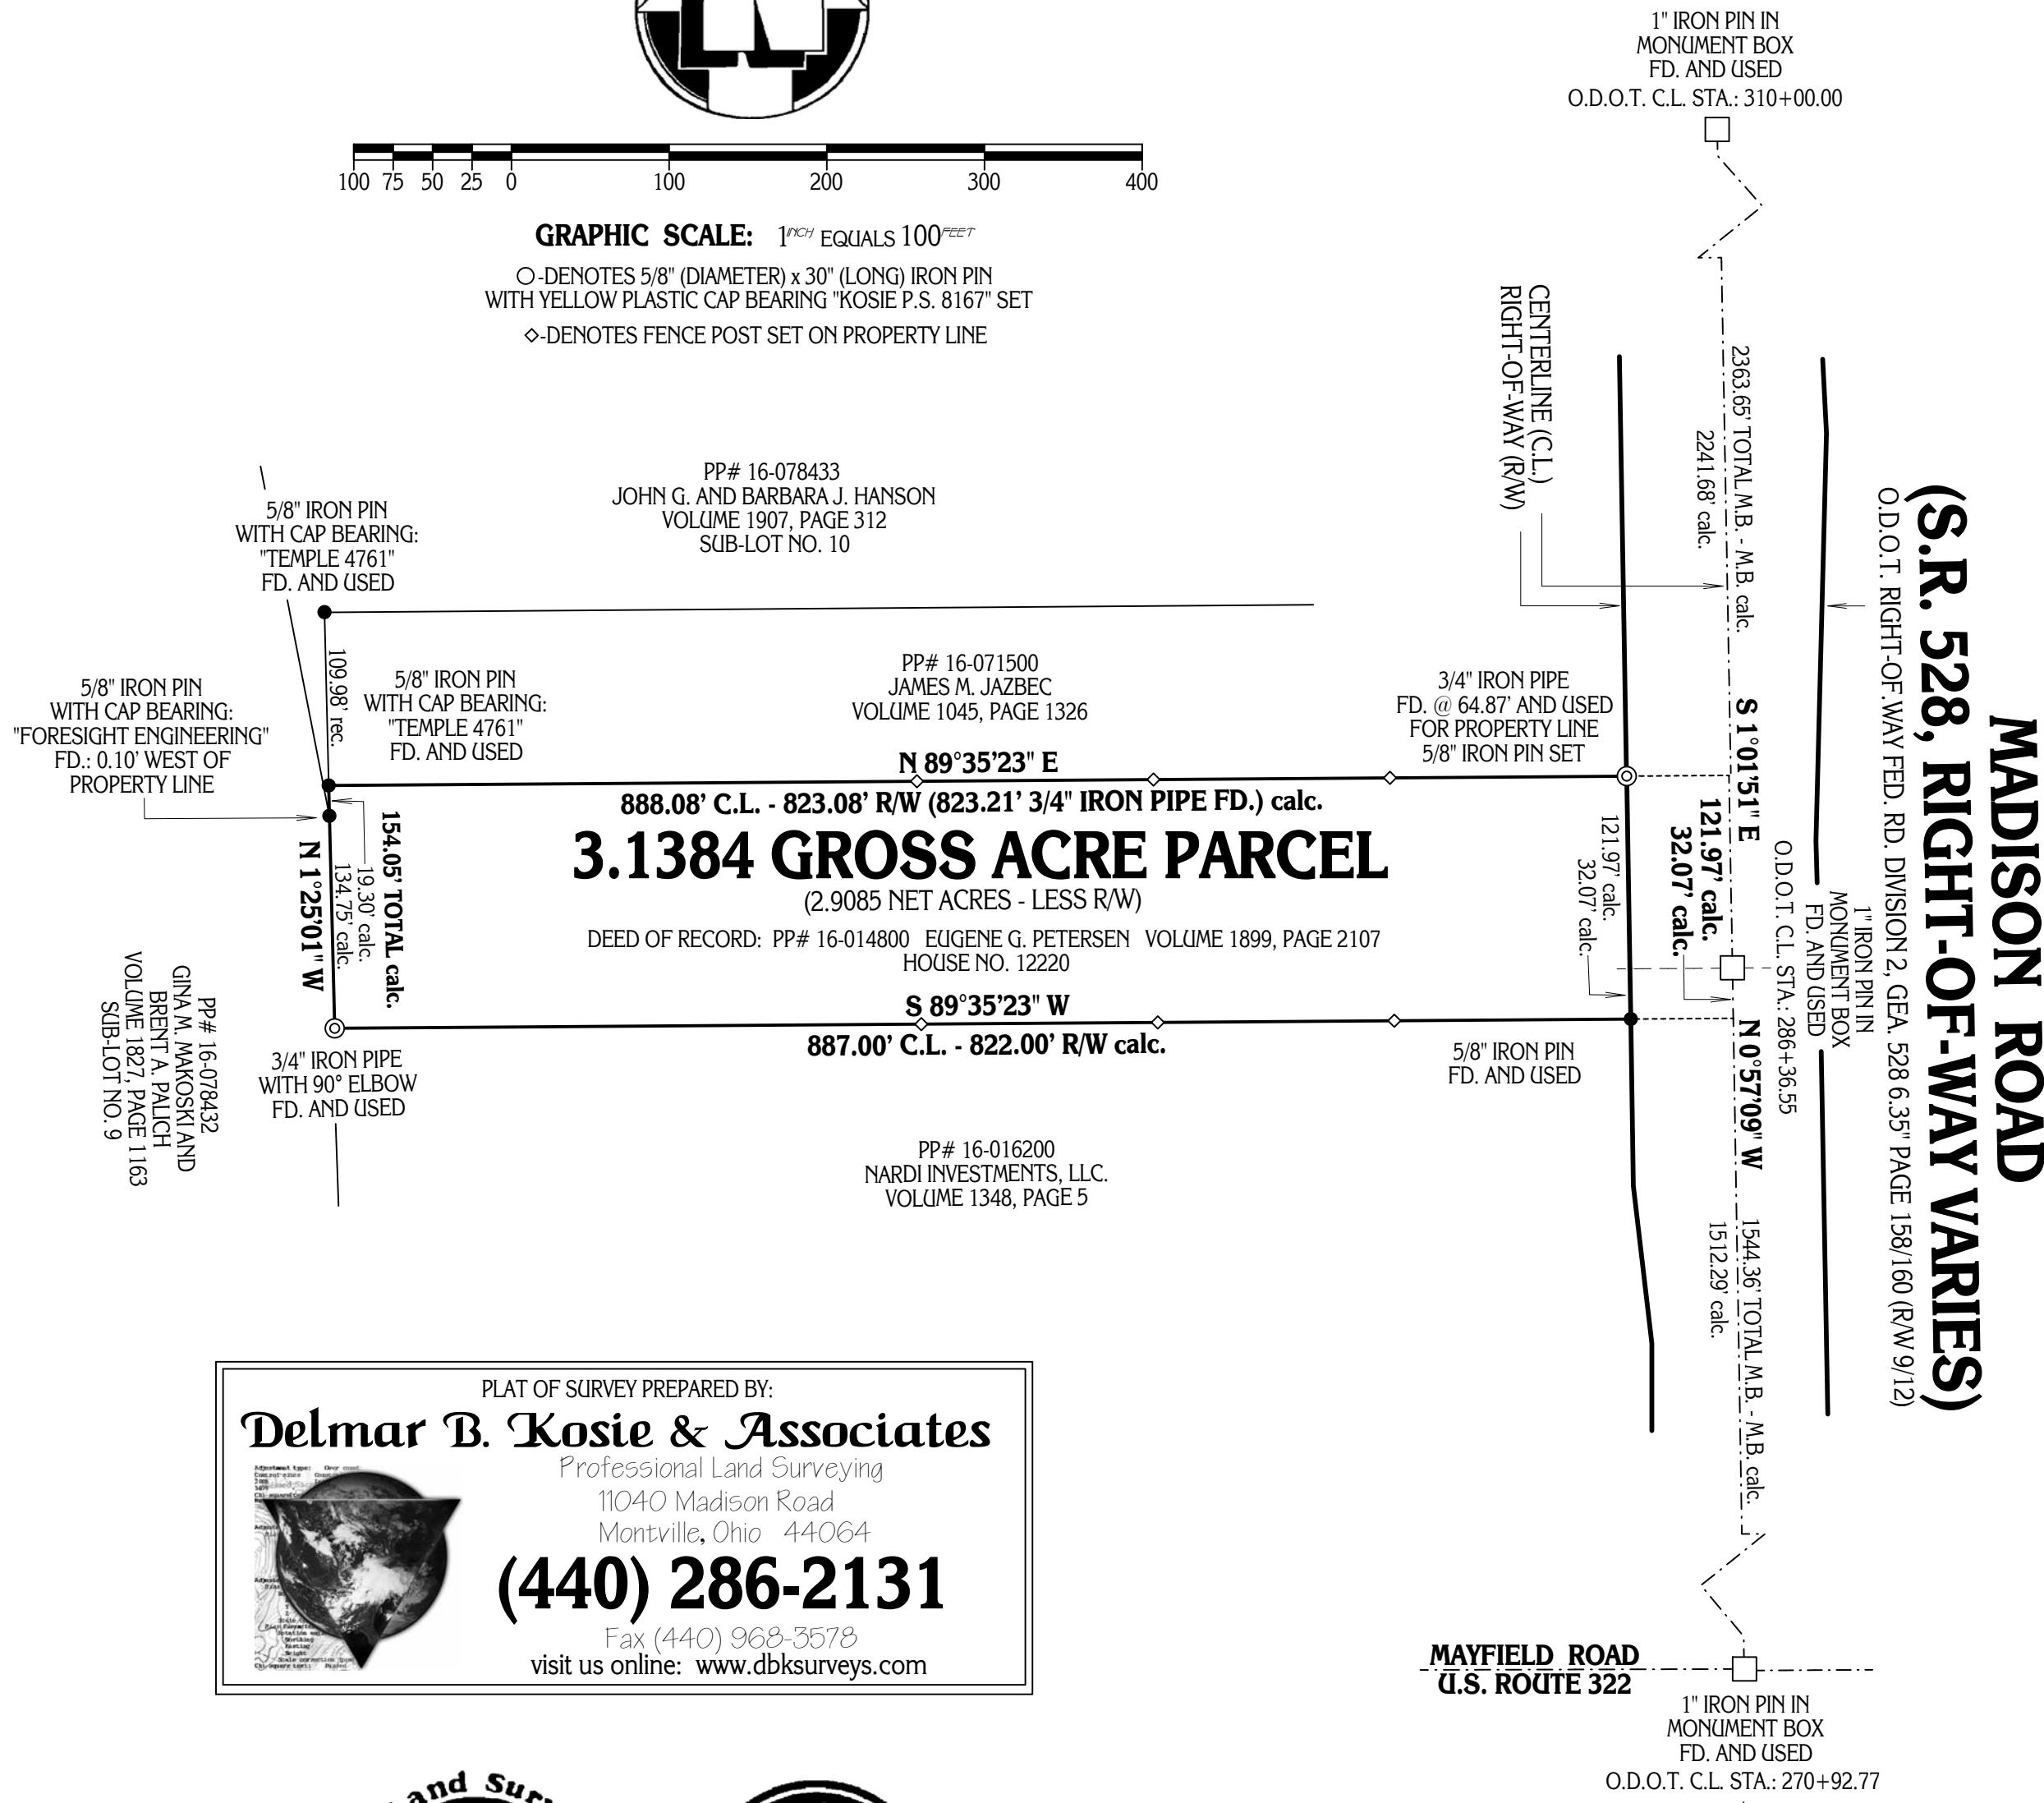 1" IRON PIN IN
MONUMENT BOX
FD. AND USED
O.D.O.T. C.L. STA.: 310+00.00
100 75 50 25 0 100 200 300 400
GRAPHIC SCALE: 1 INCH EQUALS 100 FEET
O-DENOTES 5/8" (DIAMETER) x 30" (LONG) IRON PIN
WITH YELLOW PLASTIC CAP BEARING "KOSIE P.S. 8167" SET
◇-DENOTES FENCE POST SET ON PROPERTY LINE
CENTERLINE (C.L.)
RIGHT-OF-WAY (R/W)
2363.65' TOTAL M.B. - M.B. calc.
2241.68' calc.
PP# 16-078433
JOHN G. AND BARBARA J. HANSON
VOLUME 1907, PAGE 312
SUB-LOT NO. 10
5/8" IRON PIN
WITH CAP BEARING:
"TEMPLE 4761"
FD. AND USED
MADISON ROAD
(S.R. 528, RIGHT-OF-WAY VARIES)
O.D.O.T. RIGHT-OF-WAY FED. RD. DIVISION 2, GEA. 528 6.35" PAGE 158/160 (R/W 9/12)
109.98' rec.
5/8" IRON PIN
WITH CAP BEARING:
"TEMPLE 4761"
FD. AND USED
5/8" IRON PIN
WITH CAP BEARING:
"FORESIGHT ENGINEERING"
FD.: 0.10' WEST OF
PROPERTY LINE
PP# 16-071500
JAMES M. JAZBEC
VOLUME 1045, PAGE 1326
3/4" IRON PIPE
FD. @ 64.87' AND USED
FOR PROPERTY LINE
5/8" IRON PIN SET
N 89°35'23" E
888.08' C.L. - 823.08' R/W (823.21' 3/4" IRON PIPE FD.) calc.
3.1384 GROSS ACRE PARCEL
(2.9085 NET ACRES - LESS R/W)
DEED OF RECORD: PP# 16-014800 EUGENE G. PETERSEN VOLUME 1899, PAGE 2107
HOUSE NO. 12220
S 89°35'23" W
887.00' C.L. - 822.00' R/W calc.
154.05' TOTAL calc.
19.30' calc.
134.75' calc.
N 1°25'01" W
S 1°01'51" E
121.97' calc.
32.07' calc.
121.97' calc.
32.07' calc.
1" IRON PIN IN
MONUMENT BOX
FD. AND USED
O.D.O.T. C.L. STA.: 286+36.55
N 0°57'09" W
1544.36' TOTAL M.B. - M.B. calc.
1512.29' calc.
5/8" IRON PIN
FD. AND USED
3/4" IRON PIPE
WITH 90° ELBOW
FD. AND USED
PP# 16-078432
GINA M. MAKOSKI AND
BRENT A. PALICH
VOLUME 1827, PAGE 1163
SUB-LOT NO. 9
PP# 16-016200
NARDI INVESTMENTS, LLC.
VOLUME 1348, PAGE 5
PLAT OF SURVEY PREPARED BY:
Delmar B. Kosie & Associates
Professional Land Surveying
11040 Madison Road
Montville, Ohio 44064
(440) 286-2131
Fax (440) 968-3578
visit us online: www.dbksurveys.com
MAYFIELD ROAD
U.S. ROUTE 322
1" IRON PIN IN
MONUMENT BOX
FD. AND USED
O.D.O.T. C.L. STA.: 270+92.77